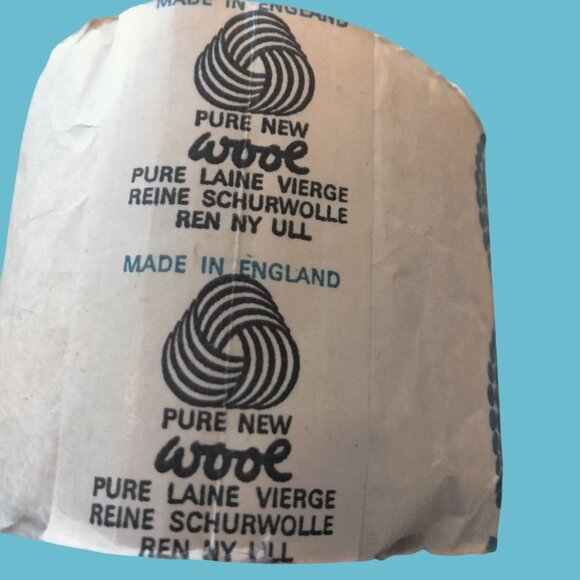 MADE IN ENGLAND
PURE NEW
wool
PURE LAINE VIERGE
REINE SCHURWOLLE
REN NY ULL
MADE IN ENGLAND
PURE NEW
wool
PURE LAINE VIERGE
REINE SCHURWOLLE
REN NY ULL